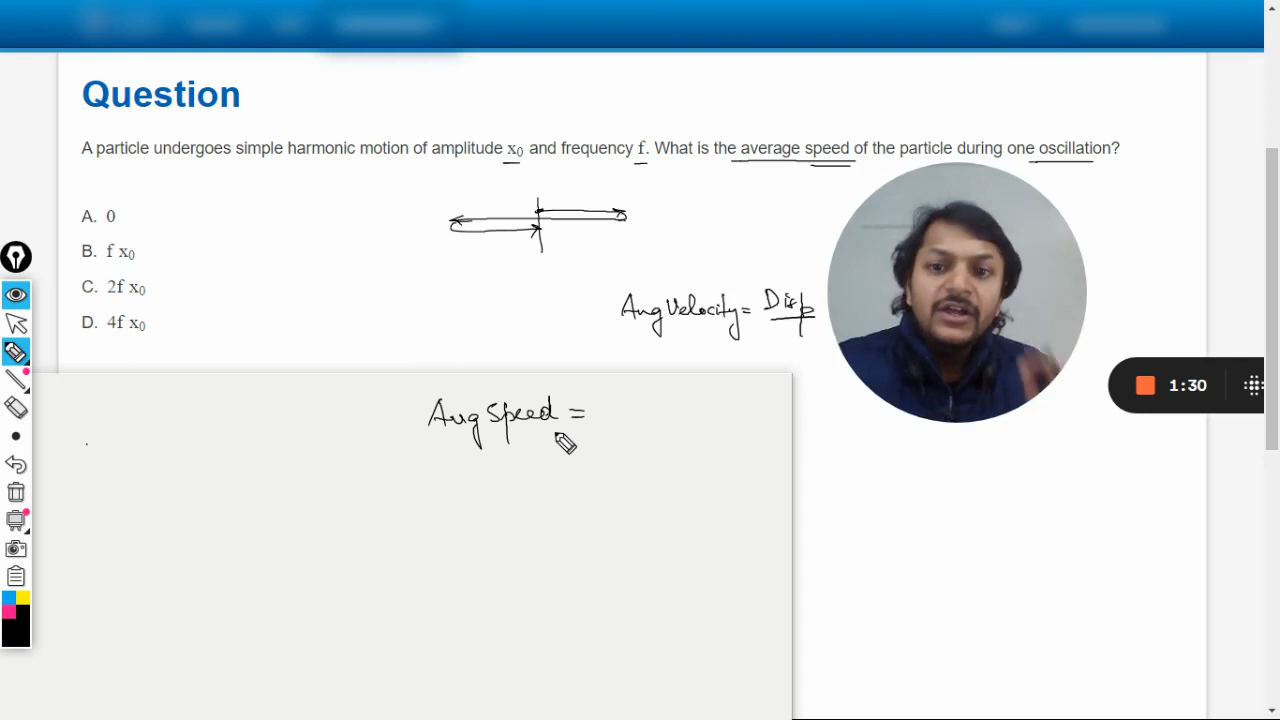 Question
A particle undergoes simple harmonic motion of amplitude x₀ and frequency f. What is the average speed of the particle during one oscillation?
A. 0
B. f x₀
C. 2f x₀
D. 4f x₀
Avg Velocity = Disp
Avg Speed =
1:30